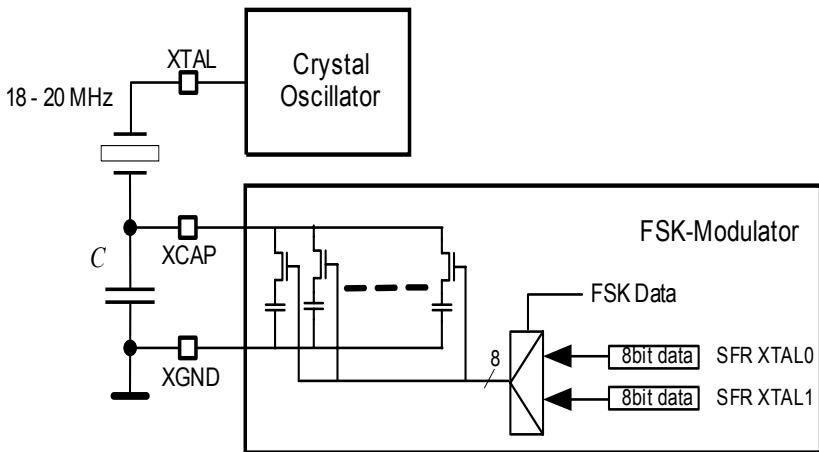 XTAL
Crystal
Oscillator
18 - 20 MHz
XCAP
C
XGND
FSK-Modulator
FSK Data
8
8bit data SFR XTAL0
8bit data SFR XTAL1